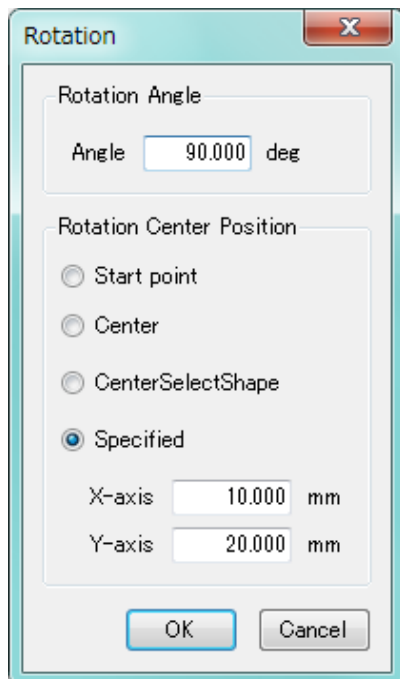 Rotation
Rotation Angle
Angle 90.000 deg
Rotation Center Position
Start point
Center
CenterSelectShape
Specified
X-axis 10.000 mm
Y-axis 20.000 mm
OK Cancel